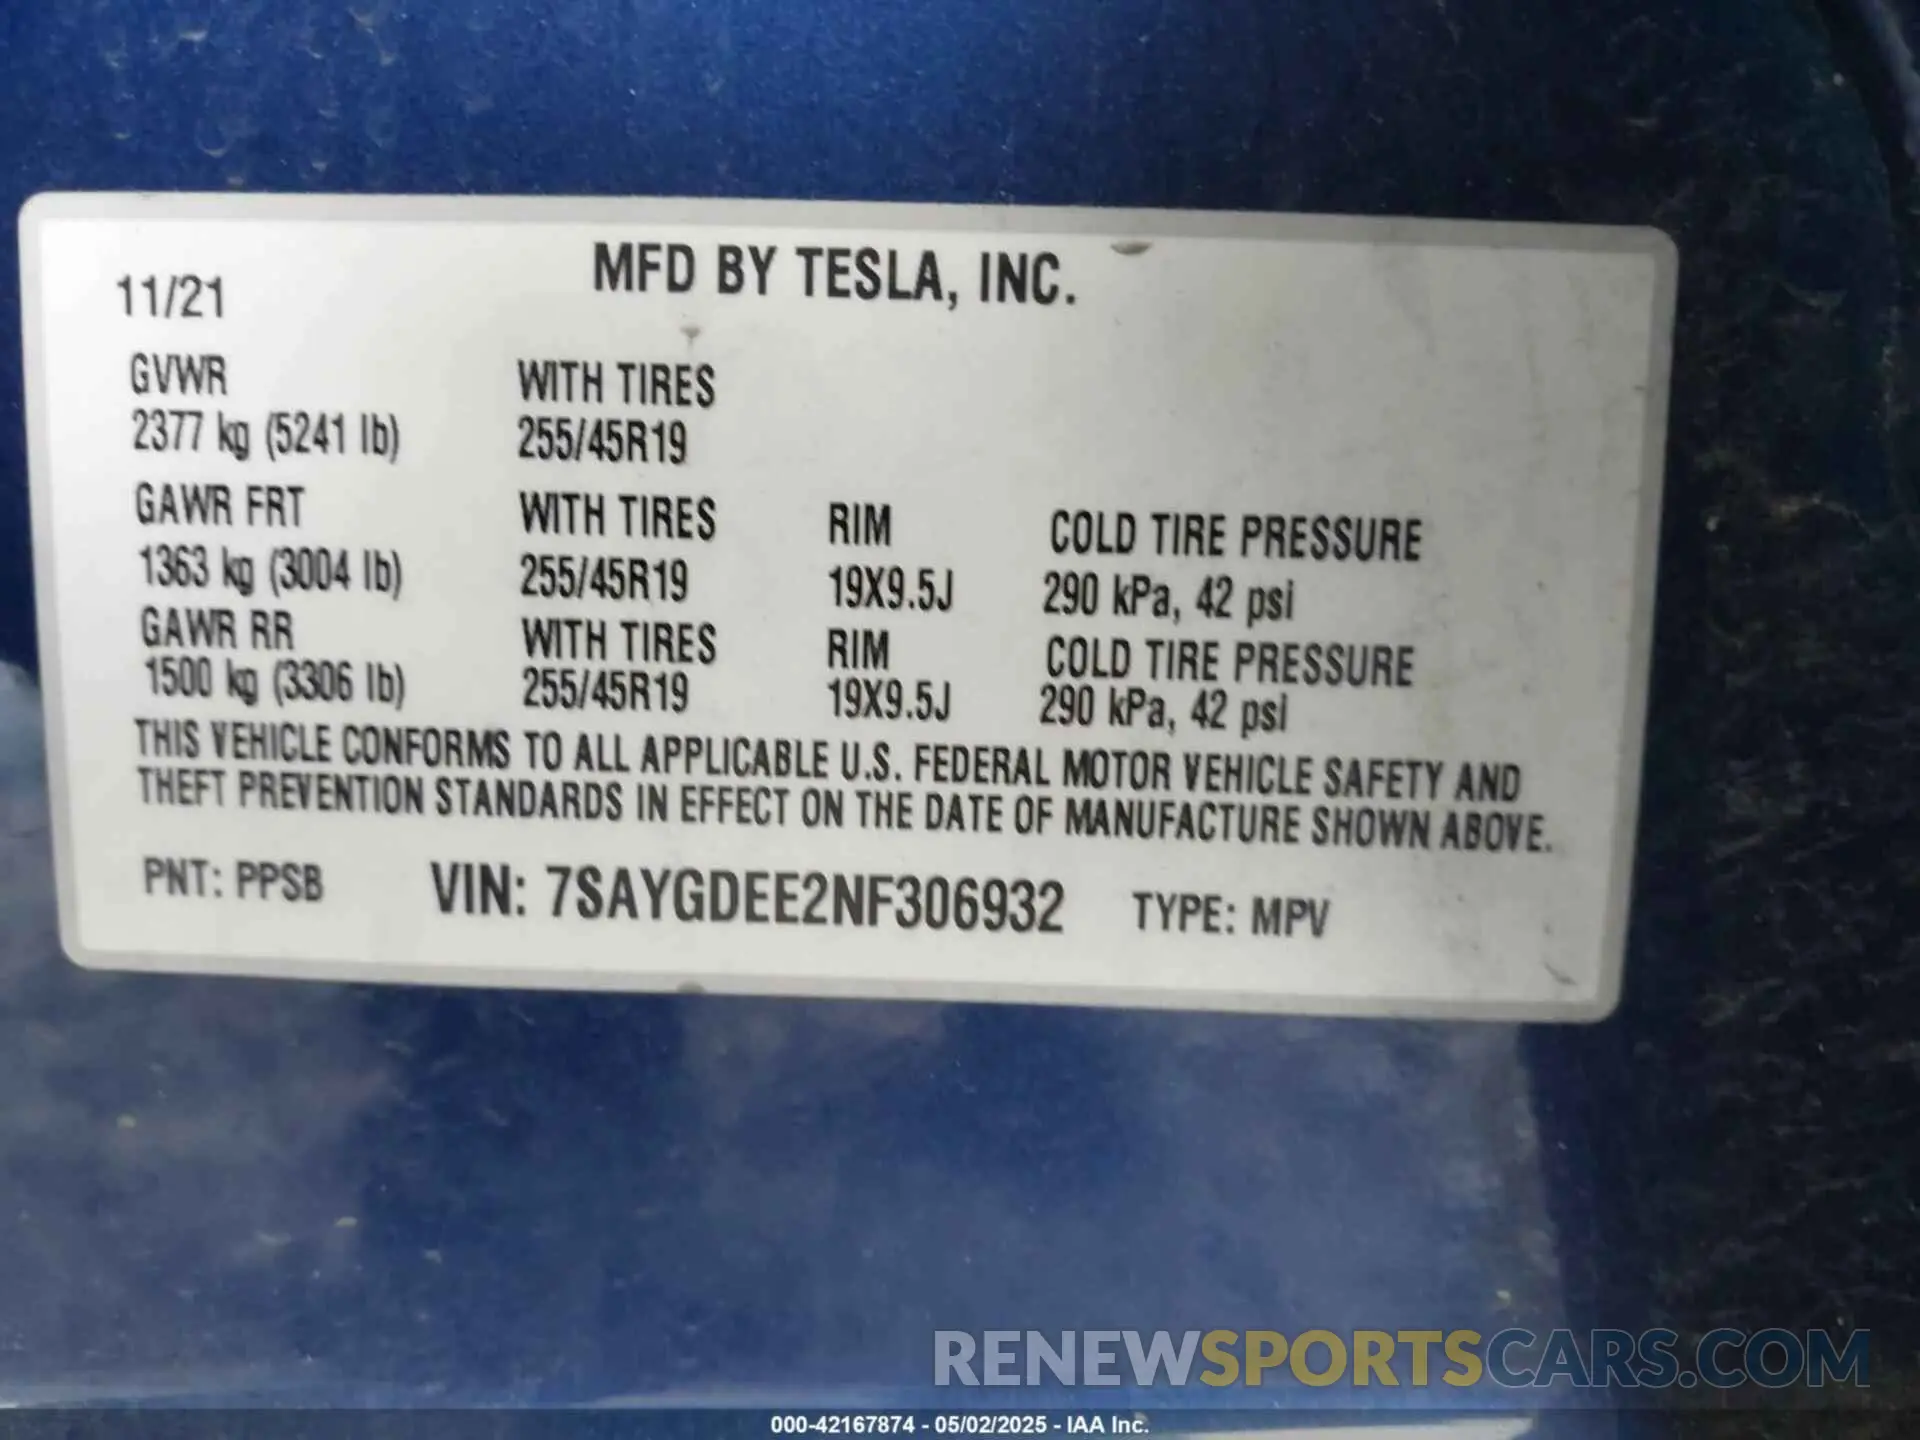 MFD BY TESLA, INC.
11/21
GVWR WITH TIRES
2377 kg (5241 lb) 255/45R19
GAWR FRT WITH TIRES RIM COLD TIRE PRESSURE
1363 kg (3004 lb) 255/45R19 19X9.5J 290 kPa, 42 psi
GAWR RR WITH TIRES RIM COLD TIRE PRESSURE
1500 kg (3306 lb) 255/45R19 19X9.5J 290 kPa, 42 psi
THIS VEHICLE CONFORMS TO ALL APPLICABLE U.S. FEDERAL MOTOR VEHICLE SAFETY AND
THEFT PREVENTION STANDARDS IN EFFECT ON THE DATE OF MANUFACTURE SHOWN ABOVE.
PNT: PPSB VIN: 7SAYGDEE2NF306932 TYPE: MPV
RENEWSPORTSCARS.COM
000-42167874 - 05/02/2025 - IAA Inc.